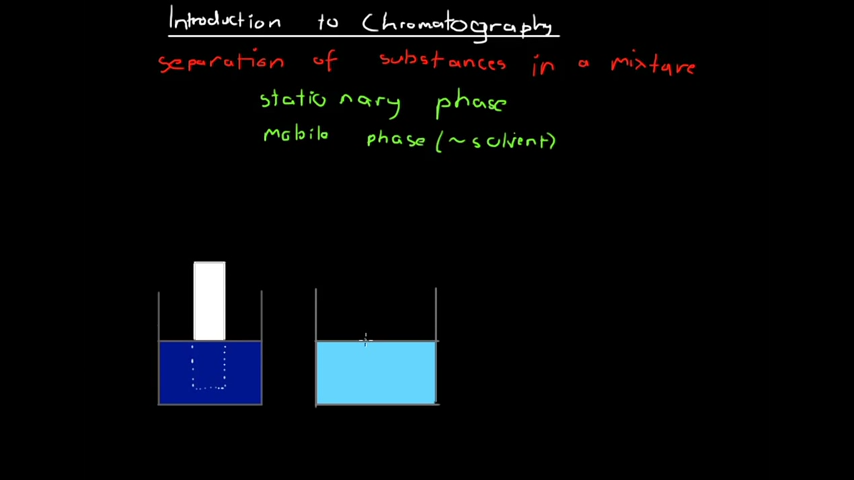 Introduction to Chromatography
separation of substances in a mixture
stationary phase
mobile phase (~solvent)